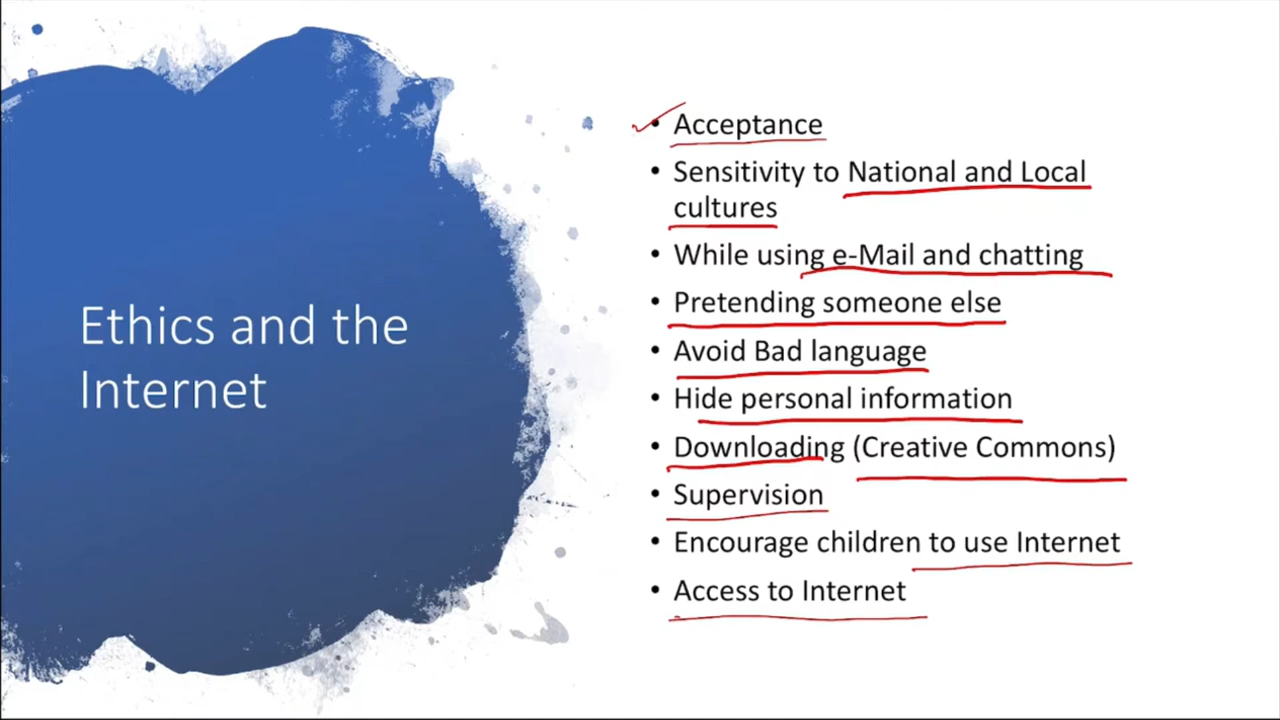 Ethics and the
Internet
• Acceptance
• Sensitivity to National and Local
cultures
• While using e-Mail and chatting
• Pretending someone else
• Avoid Bad language
• Hide personal information
• Downloading (Creative Commons)
• Supervision
• Encourage children to use Internet
• Access to Internet